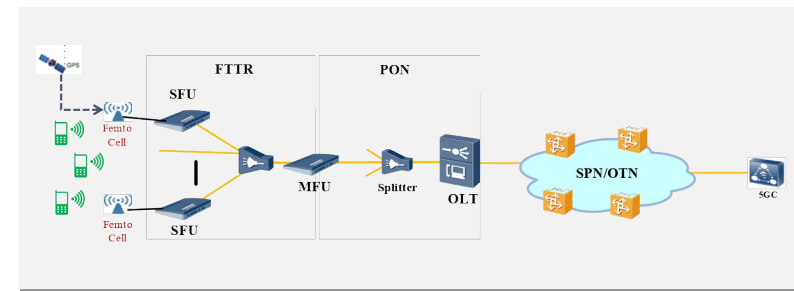 GPS
FTTR
PON
SFU
Femto
Cell
SPN/OTN
MFU
Splitter
OLT
5GC
SFU
Femto
Cell